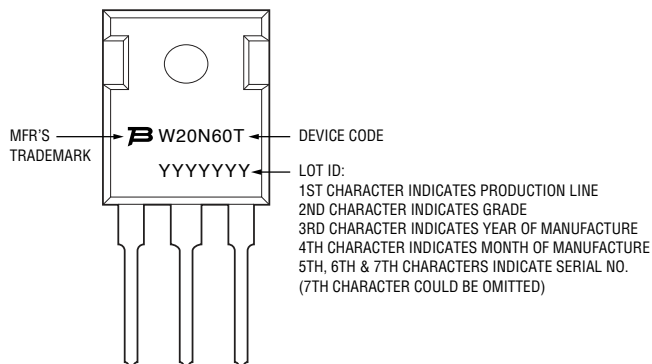 MFR'S
TRADEMARK
B W20N60T
DEVICE CODE
YYYYYYY
LOT ID:
1ST CHARACTER INDICATES PRODUCTION LINE
2ND CHARACTER INDICATES GRADE
3RD CHARACTER INDICATES YEAR OF MANUFACTURE
4TH CHARACTER INDICATES MONTH OF MANUFACTURE
5TH, 6TH & 7TH CHARACTERS INDICATE SERIAL NO.
(7TH CHARACTER COULD BE OMITTED)